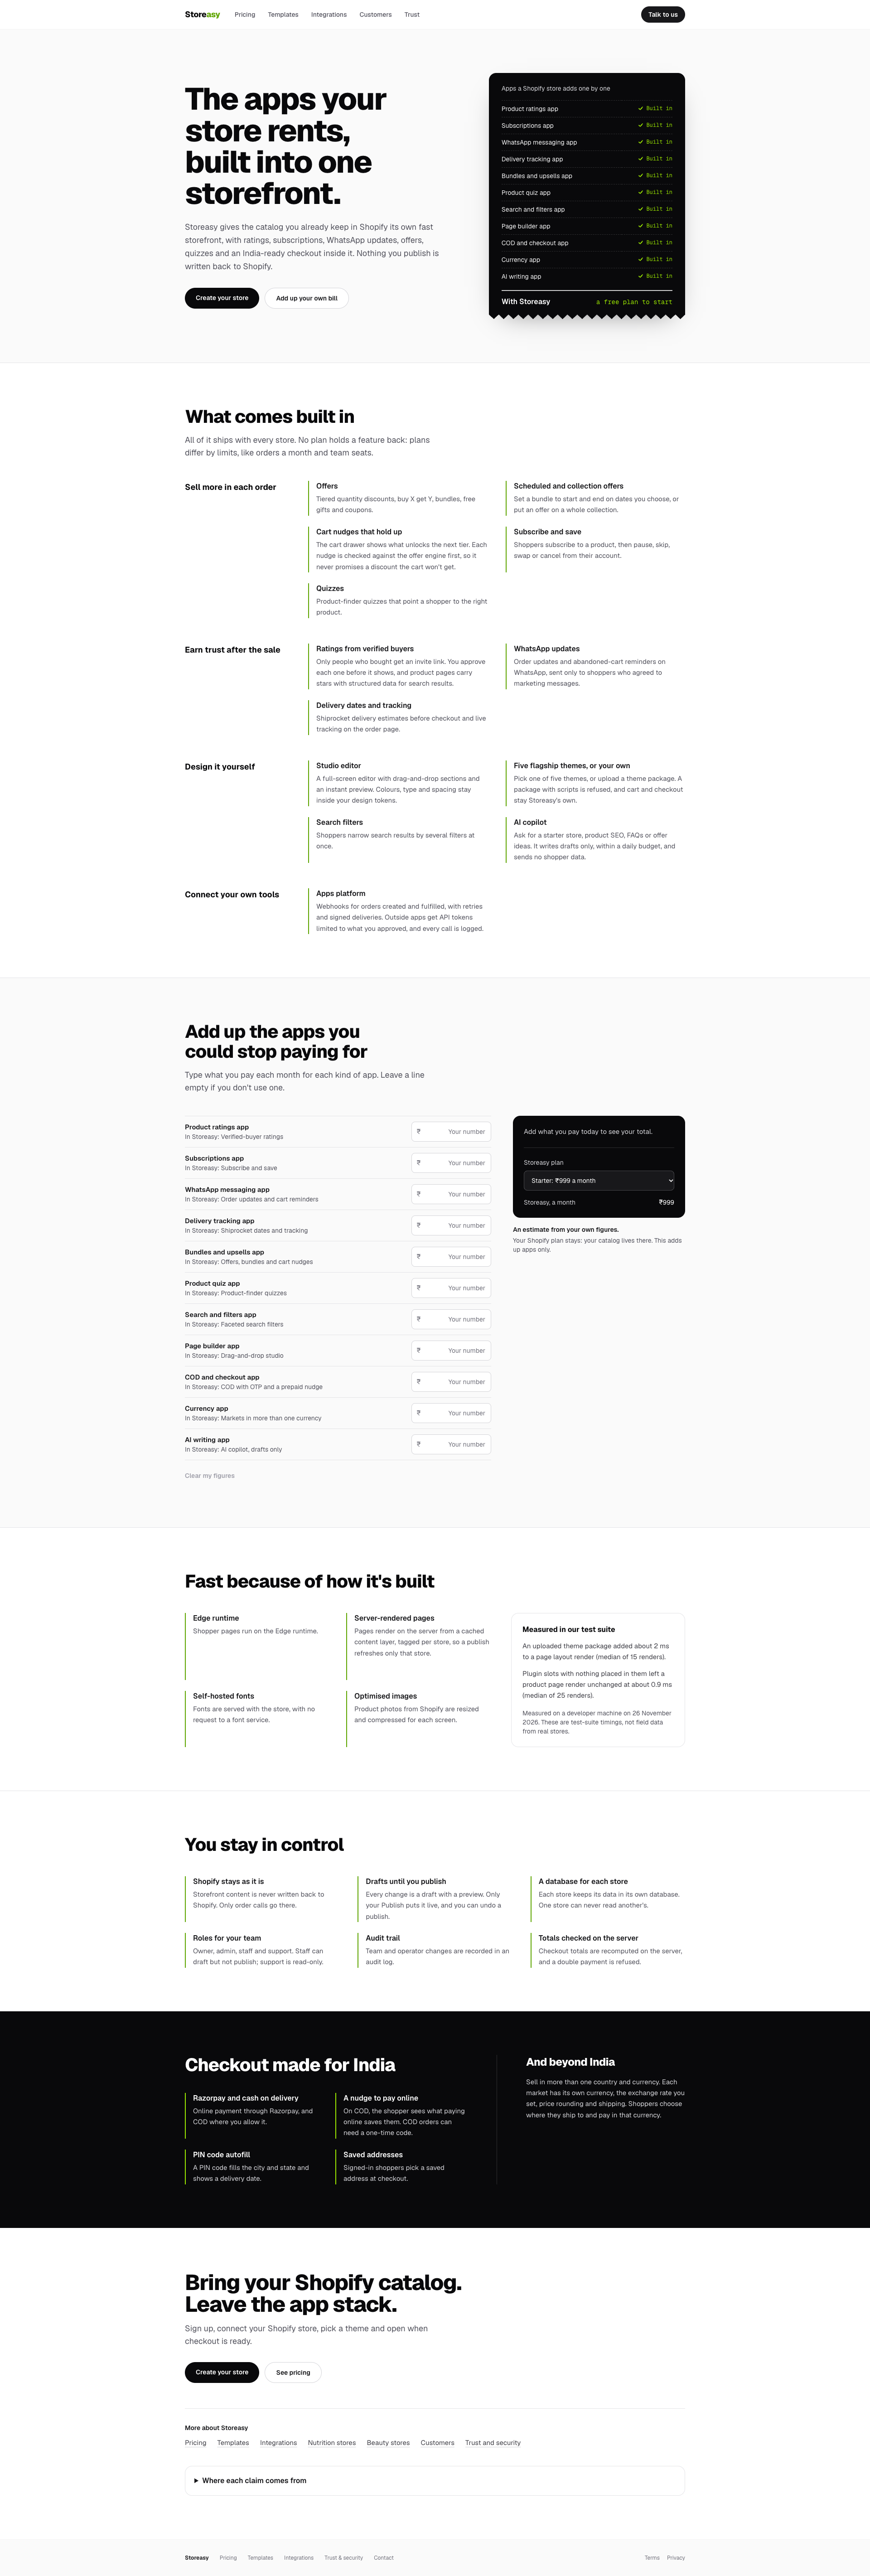 Storeasy Pricing Templates Integrations Customers Trust Talk to us
The apps your
store rents,
built into one
storefront.
Storeasy gives the catalog you already keep in Shopify its own fast
storefront, with ratings, subscriptions, WhatsApp updates, offers,
quizzes and an India-ready checkout inside it. Nothing you publish is
written back to Shopify.
Create your store Add up your own bill
Apps a Shopify store adds one by one
Product ratings app ✓ Built in
Subscriptions app ✓ Built in
WhatsApp messaging app ✓ Built in
Delivery tracking app ✓ Built in
Bundles and upsells app ✓ Built in
Product quiz app ✓ Built in
Search and filters app ✓ Built in
Page builder app ✓ Built in
COD and checkout app ✓ Built in
Currency app ✓ Built in
AI writing app ✓ Built in
With Storeasy a free plan to start
What comes built in
All of it ships with every store. No plan holds a feature back: plans
differ by limits, like orders a month and team seats.
Sell more in each order
Offers
Tiered quantity discounts, buy X get Y, bundles, free
gifts and coupons.
Scheduled and collection offers
Set a bundle to start and end on dates you choose, or
put an offer on a whole collection.
Cart nudges that hold up
The cart drawer shows what unlocks the next tier. Each
nudge is checked against the offer engine first, so it
never promises a discount the cart won't get.
Subscribe and save
Shoppers subscribe to a product, then pause, skip,
swap or cancel from their account.
Quizzes
Product-finder quizzes that point a shopper to the right
product.
Earn trust after the sale
Ratings from verified buyers
Only people who bought get an invite link. You approve
each one before it shows, and product pages carry
stars with structured data for search results.
WhatsApp updates
Order updates and abandoned-cart reminders on
WhatsApp, sent only to shoppers who agreed to
marketing messages.
Delivery dates and tracking
Shiprocket delivery estimates before checkout and live
tracking on the order page.
Design it yourself
Studio editor
A full-screen editor with drag-and-drop sections and
an instant preview. Colours, type and spacing stay
inside your design tokens.
Five flagship themes, or your own
Pick one of five themes, or upload a theme package. A
package with scripts is refused, and cart and checkout
stay Storeasy's own.
Search filters
Shoppers narrow search results by several filters at
once.
AI copilot
Ask for a starter store, product SEO, FAQs or offer
ideas. It writes drafts only, within a daily budget, and
sends no shopper data.
Connect your own tools
Apps platform
Webhooks for orders created and fulfilled, with retries
and signed deliveries. Outside apps get API tokens
limited to what you approved, and every call is logged.
Add up the apps you
could stop paying for
Type what you pay each month for each kind of app. Leave a line
empty if you don't use one.
Product ratings app
In Storeasy: Verified-buyer ratings
₹ Your number
Subscriptions app
In Storeasy: Subscribe and save
₹ Your number
WhatsApp messaging app
In Storeasy: Order updates and cart reminders
₹ Your number
Delivery tracking app
In Storeasy: Shiprocket dates and tracking
₹ Your number
Bundles and upsells app
In Storeasy: Offers, bundles and cart nudges
₹ Your number
Product quiz app
In Storeasy: Product-finder quizzes
₹ Your number
Search and filters app
In Storeasy: Faceted search filters
₹ Your number
Page builder app
In Storeasy: Drag-and-drop studio
₹ Your number
COD and checkout app
In Storeasy: COD with OTP and a prepaid nudge
₹ Your number
Currency app
In Storeasy: Markets in more than one currency
₹ Your number
AI writing app
In Storeasy: AI copilot, drafts only
₹ Your number
Clear my figures
Add what you pay today to see your total.
Storeasy plan
Starter: ₹999 a month
Storeasy, a month ₹999
An estimate from your own figures.
Your Shopify plan stays: your catalog lives there. This adds
up apps only.
Fast because of how it's built
Edge runtime
Shopper pages run on the Edge runtime.
Server-rendered pages
Pages render on the server from a cached
content layer, tagged per store, so a publish
refreshes only that store.
Self-hosted fonts
Fonts are served with the store, with no
request to a font service.
Optimised images
Product photos from Shopify are resized
and compressed for each screen.
Measured in our test suite
An uploaded theme package added about 2 ms
to a page layout render (median of 15 renders).
Plugin slots with nothing placed in them left a
product page render unchanged at about 0.9 ms
(median of 25 renders).
Measured on a developer machine on 26 November
2026. These are test-suite timings, not field data
from real stores.
You stay in control
Shopify stays as it is
Storefront content is never written back to
Shopify. Only order calls go there.
Drafts until you publish
Every change is a draft with a preview. Only
your Publish puts it live, and you can undo a
publish.
A database for each store
Each store keeps its data in its own database.
One store can never read another's.
Roles for your team
Owner, admin, staff and support. Staff can
draft but not publish; support is read-only.
Audit trail
Team and operator changes are recorded in an
audit log.
Totals checked on the server
Checkout totals are recomputed on the server,
and a double payment is refused.
Checkout made for India
Razorpay and cash on delivery
Online payment through Razorpay, and
COD where you allow it.
A nudge to pay online
On COD, the shopper sees what paying
online saves them. COD orders can
need a one-time code.
PIN code autofill
A PIN code fills the city and state and
shows a delivery date.
Saved addresses
Signed-in shoppers pick a saved
address at checkout.
And beyond India
Sell in more than one country and currency. Each
market has its own currency, the exchange rate you
set, price rounding and shipping. Shoppers choose
where they ship to and pay in that currency.
Bring your Shopify catalog.
Leave the app stack.
Sign up, connect your Shopify store, pick a theme and open when
checkout is ready.
Create your store See pricing
More about Storeasy
Pricing Templates Integrations Nutrition stores Beauty stores Customers Trust and security
▶ Where each claim comes from
Storeasy Pricing Templates Integrations Trust & security Contact Terms Privacy